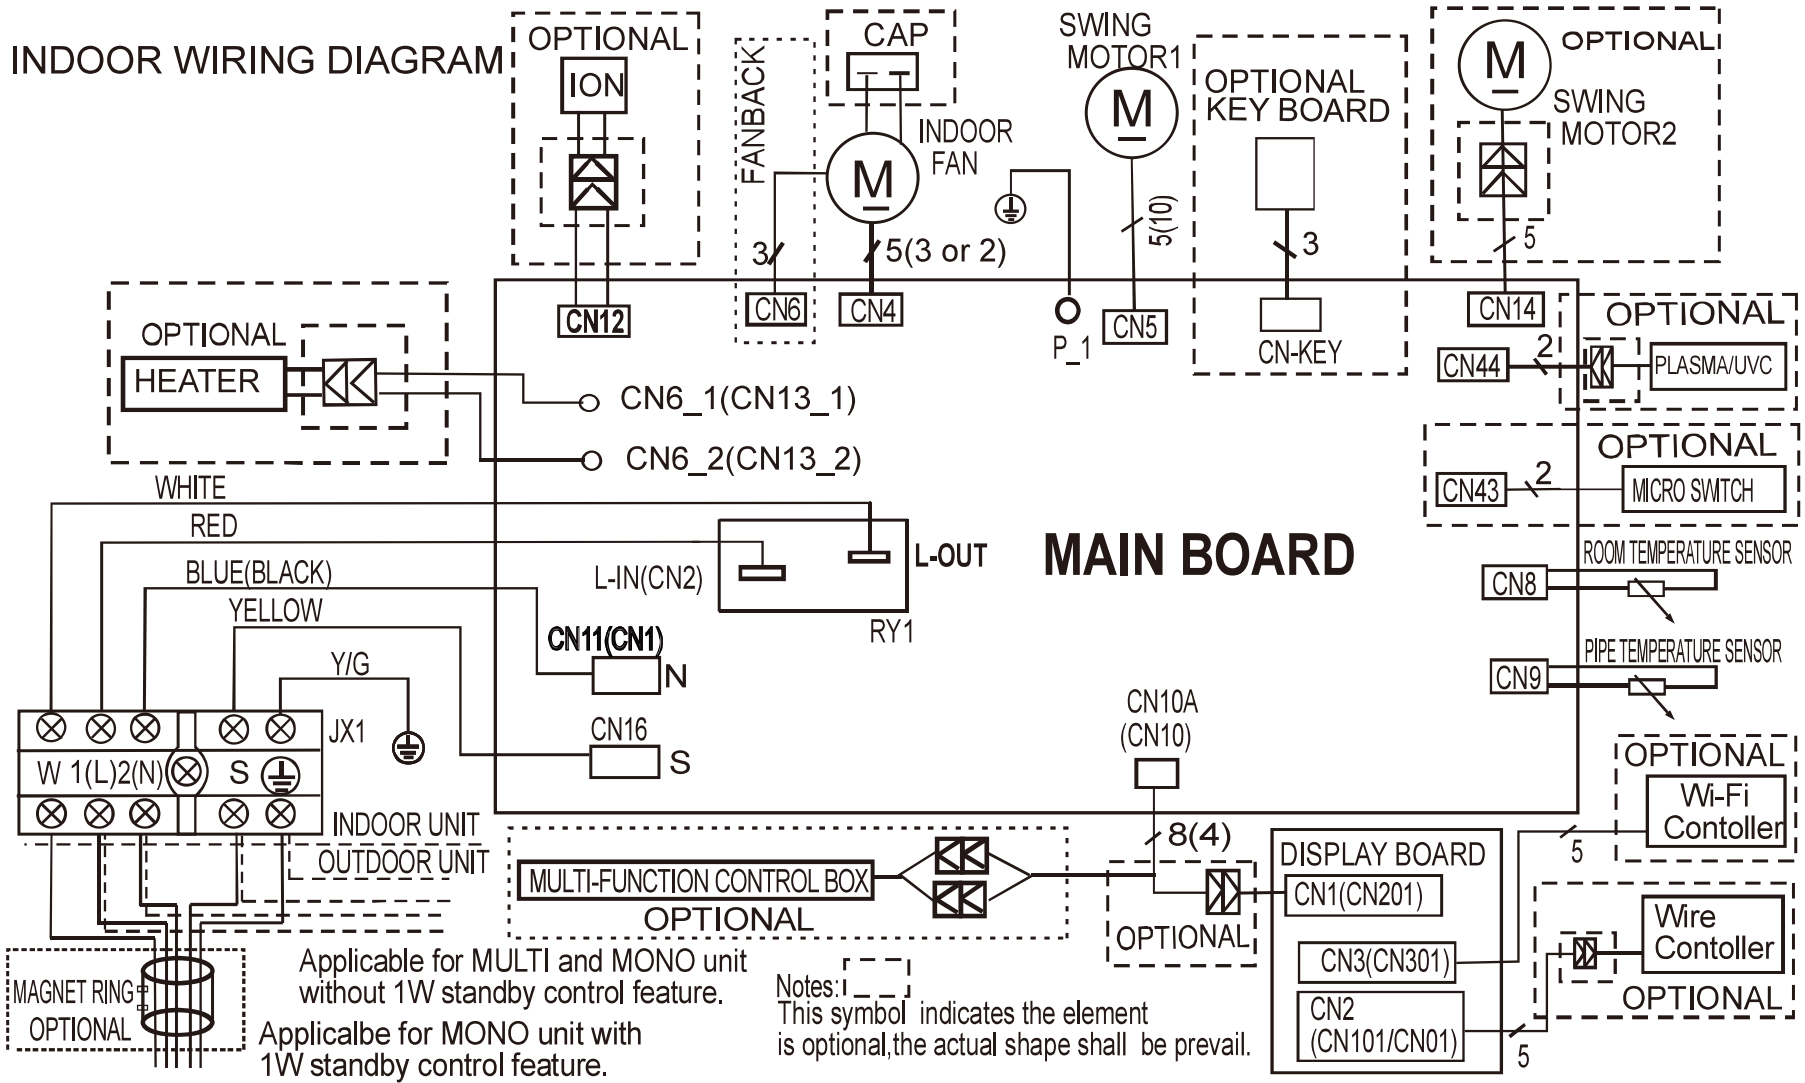 INDOOR WIRING DIAGRAM
OPTIONAL
ION
FANBACK
CAP
INDOOR
FAN
M
SWING
MOTOR1
M
OPTIONAL
KEY BOARD
M
OPTIONAL
SWING
MOTOR2
3
5(3 or 2)
5(10)
3
5
CN12
CN6
CN4
P_1
CN5
CN-KEY
CN14
OPTIONAL
HEATER
CN6_1(CN13_1)
CN6_2(CN13_2)
OPTIONAL
CN44
2
PLASMA/UVC
OPTIONAL
CN43
2
MICRO SWITCH
WHITE
RED
BLUE(BLACK)
YELLOW
Y/G
L-IN(CN2)
L-OUT
RY1
MAIN BOARD
ROOM TEMPERATURE SENSOR
CN8
PIPE TEMPERATURE SENSOR
CN9
CN11(CN1)
N
CN16
S
CN10A
(CN10)
JX1
W 1(L)2(N) S
INDOOR UNIT
OUTDOOR UNIT
MAGNET RING
OPTIONAL
MULTI-FUNCTION CONTROL BOX
OPTIONAL
8(4)
OPTIONAL
DISPLAY BOARD
CN1(CN201)
CN3(CN301)
CN2
(CN101/CN01)
5
OPTIONAL
Wi-Fi
Contoller
5
Wire
Contoller
OPTIONAL
Applicable for MULTI and MONO unit
without 1W standby control feature.
Applicalbe for MONO unit with
1W standby control feature.
Notes:
This symbol indicates the element
is optional,the actual shape shall be prevail.